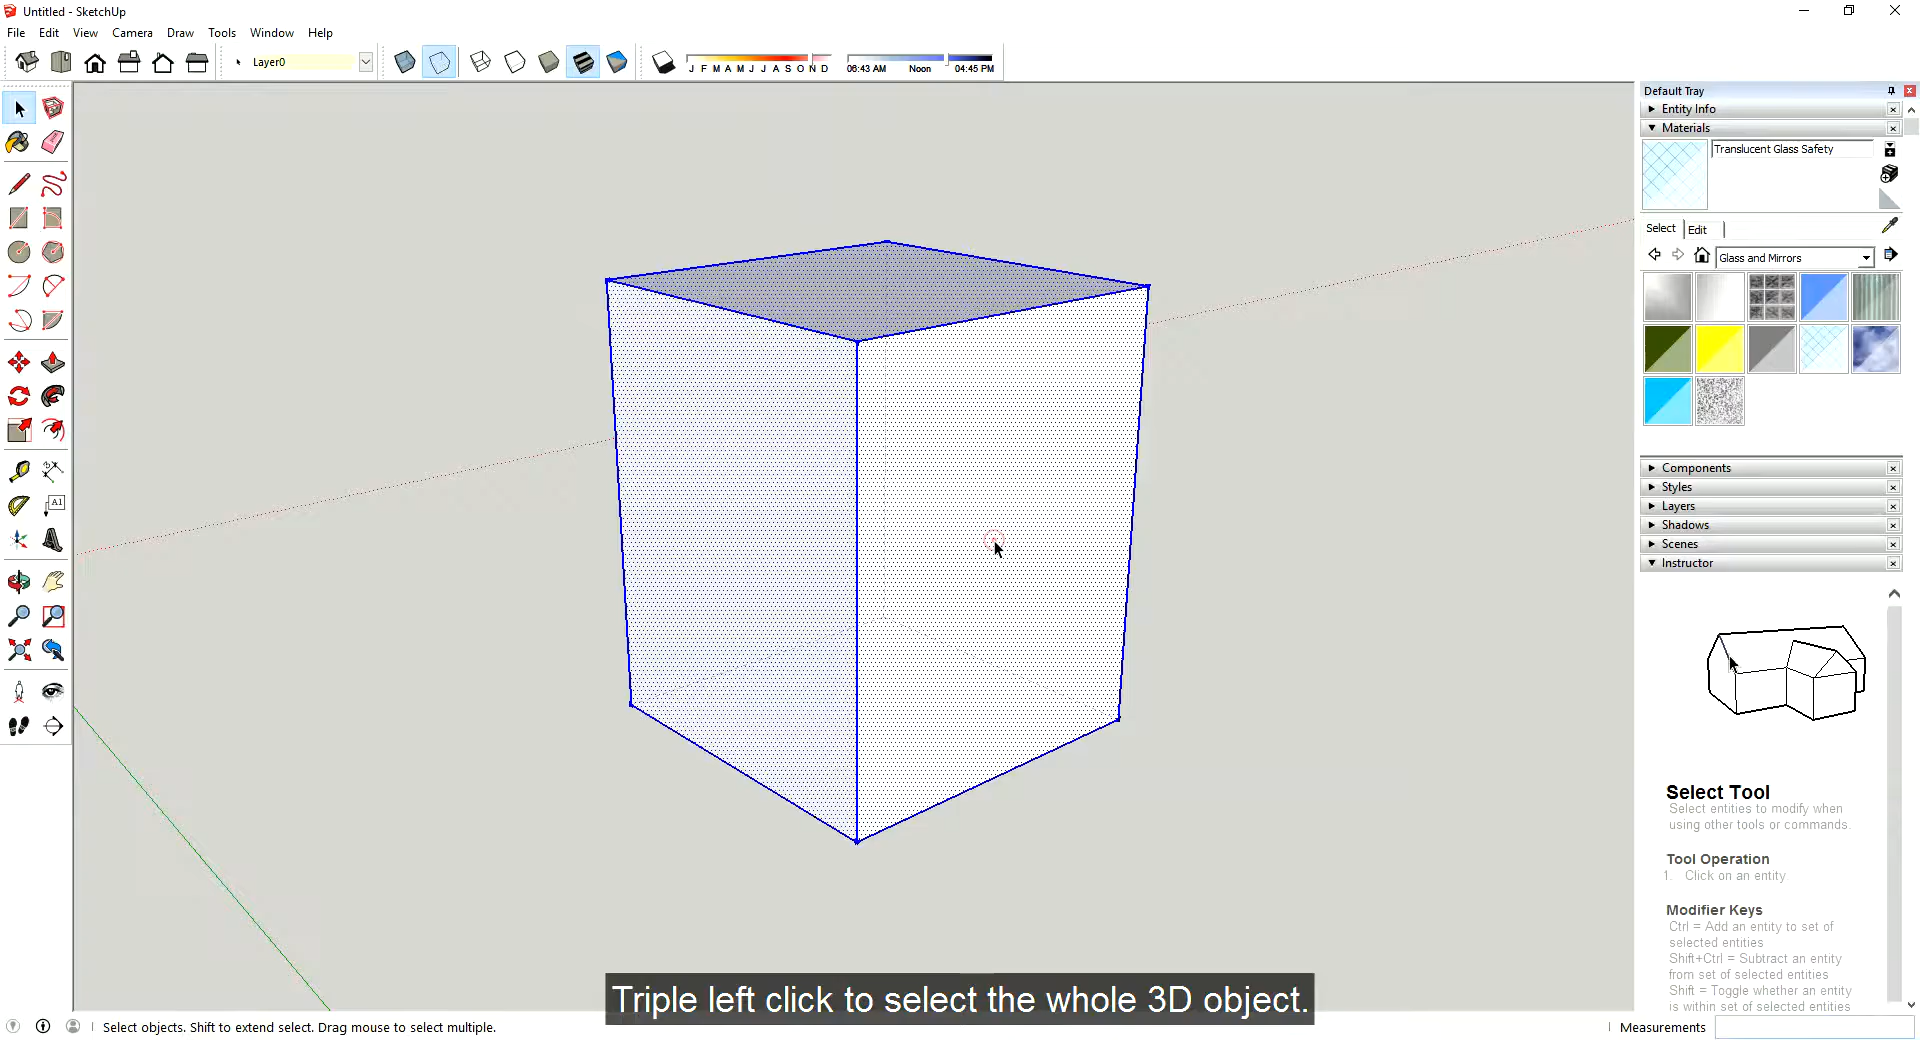 Untitled - SketchUp
File Edit View Camera Draw Tools Window Help
Layer0
J F M A M J J A S O N D
06:43 AM Noon 04:45 PM
Default Tray
Entity Info
Materials
Translucent Glass Safety
Select Edit
Glass and Mirrors
Components
Styles
Layers
Shadows
Scenes
Instructor
A1
Select Tool
Select entities to modify when
using other tools or commands.
Tool Operation
1. Click on an entity
Modifier Keys
Ctrl = Add an entity to set of
selected entities
Shift+Ctrl = Subtract an entity
from set of selected entities
Shift = Toggle whether an entity
is within set of selected entities
Triple left click to select the whole 3D object.
Select objects. Shift to extend select. Drag mouse to select multiple.
Measurements